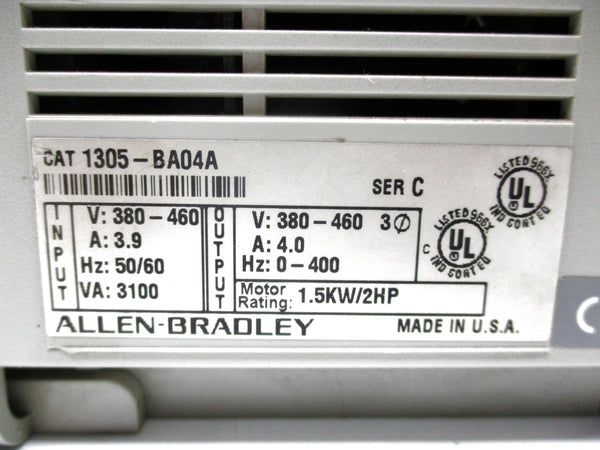 CAT 1305-BA04A
SER C
INPUT
V: 380-460
A: 3.9
Hz: 50/60
VA: 3100
OUTPUT
V: 380-460 3Ø
A: 4.0
Hz: 0-400
Motor Rating: 1.5KW/2HP
LISTED 966X
UL
IND CONT EQ
C
LISTED 966X
UL
IND CONT EQ
ALLEN-BRADLEY
MADE IN U.S.A.